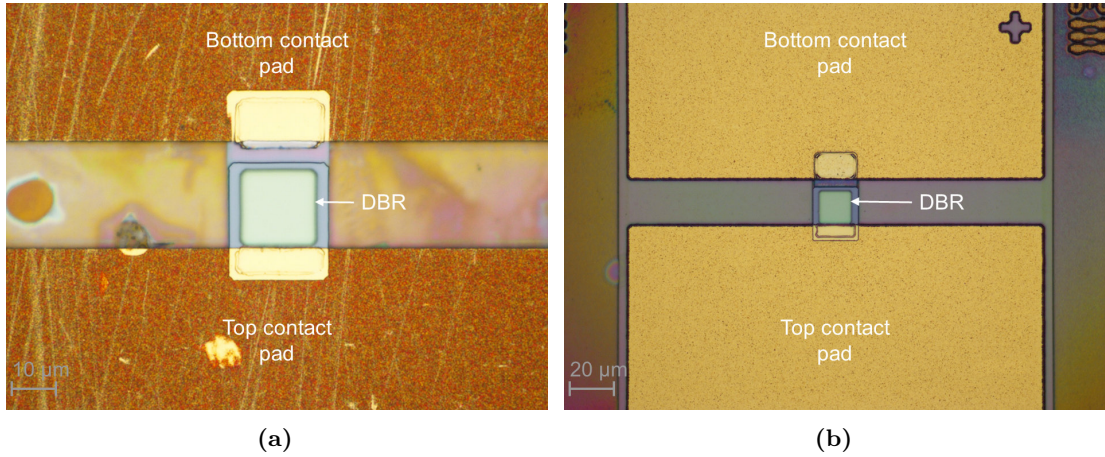 Bottom contact
pad
DBR
Top contact
pad
10 µm
(a)
Bottom contact
pad
DBR
Top contact
pad
20 µm
(b)